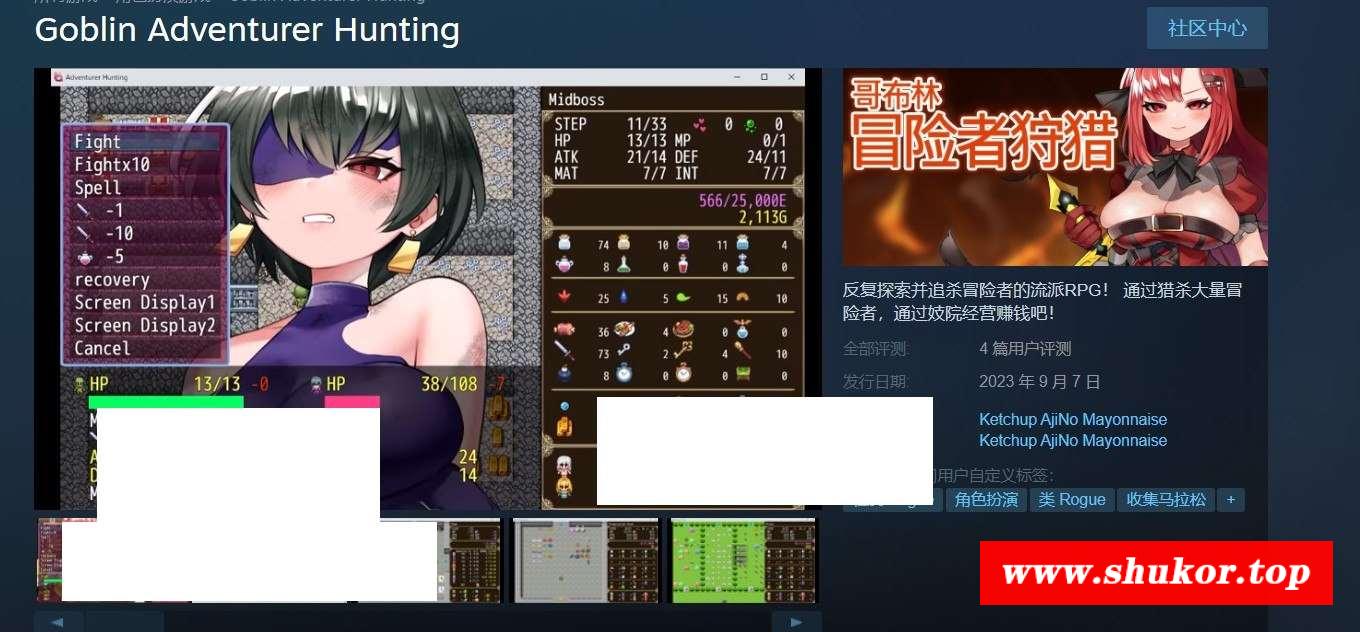 Goblin Adventurer Hunting
社区中心
Adventurer Hunting
Fight
Fightx10
Spell
-1
-10
-5
recovery
Screen Display1
Screen Display2
Cancel
HP 13/13 -0
HP 38/108 -7
24
14
Midboss
STEP 11/33 0 0
HP 13/13 MP 0/1
ATK 21/14 DEF 24/11
MAT 7/7 INT 7/7
566/25,000E
2,113G
74 10 11 4
8 0 0 0
25 5 15 10
36 4 0 0
73 2 4 10
8 0 0 0
哥布林
冒险者狩猎
反复探索并追杀冒险者的流派RPG！ 通过猎杀大量冒
险者，通过妓院经营赚钱吧！
全部评测: 4 篇用户评测
发行日期: 2023 年 9 月 7 日
Ketchup AjiNo Mayonnaise
Ketchup AjiNo Mayonnaise
用户自定义标签：
角色扮演 类 Rogue 收集马拉松 +
www.shukor.top